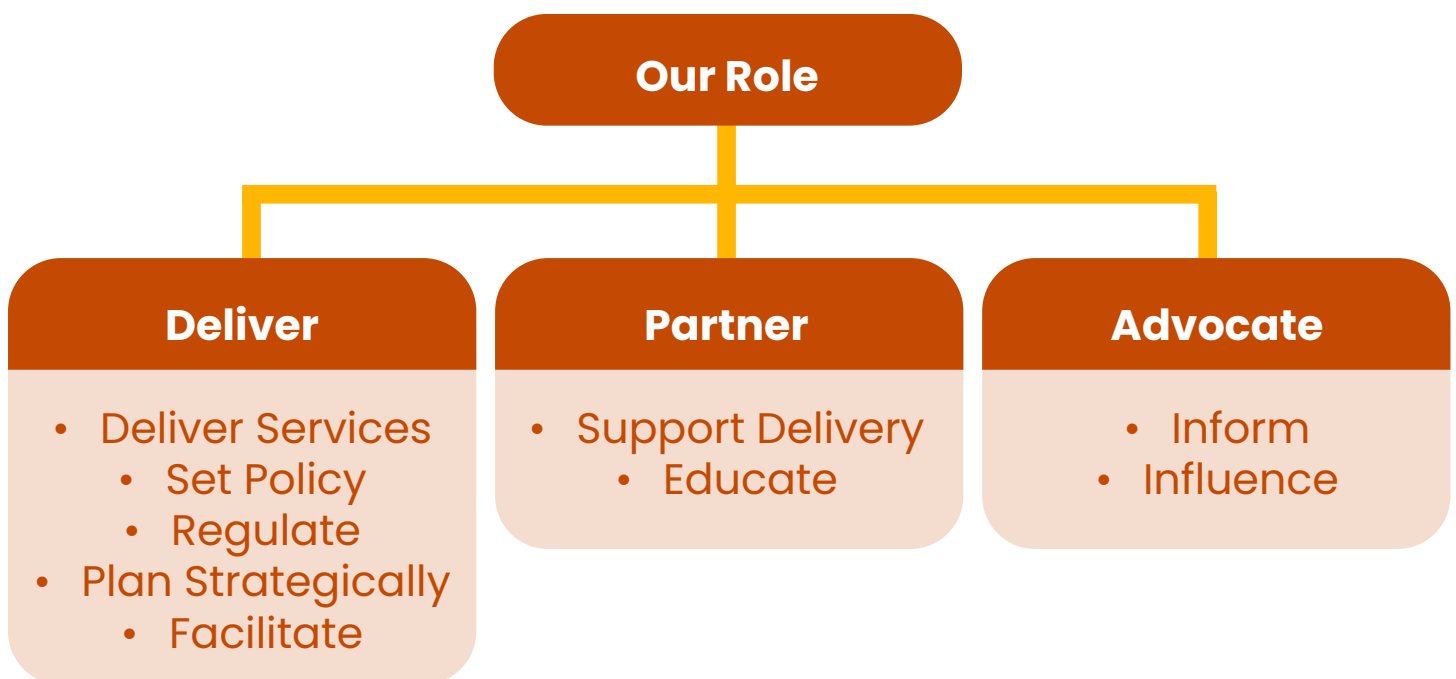 Our Role
Deliver
• Deliver Services
• Set Policy
• Regulate
• Plan Strategically
• Facilitate
Partner
• Support Delivery
• Educate
Advocate
• Inform
• Influence